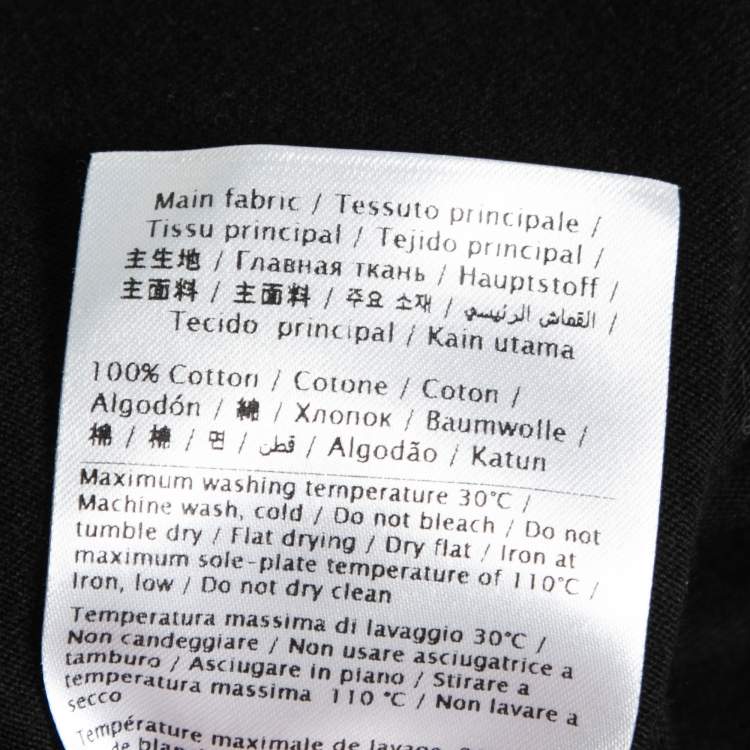 Main fabric / Tessuto principale /
Tissu principal / Tejido principal /
主生地 / Главная ткань / Hauptstoff /
主面料 / 主面料 / 주요 소재 / القماش الرئيسي /
Tecido principal / Kain utama
100% Cotton / Cotone / Coton /
Algodón / 綿 / Хлопок / Baumwolle /
棉 / 棉 / 면 / قطن / Algodão / Katun
Maximum washing temperature 30°C /
Machine wash, cold / Do not bleach / Do not
tumble dry / Flat drying / Dry flat / Iron at
maximum sole-plate temperature of 110°C /
Iron, low / Do not dry clean
Temperatura massima di lavaggio 30°C /
Non candeggiare / Non usare asciugatrice a
tamburo / Asciugare in piano / Stirare a
temperatura massima 110 °C / Non lavare a
secco
Température maximale de lavage